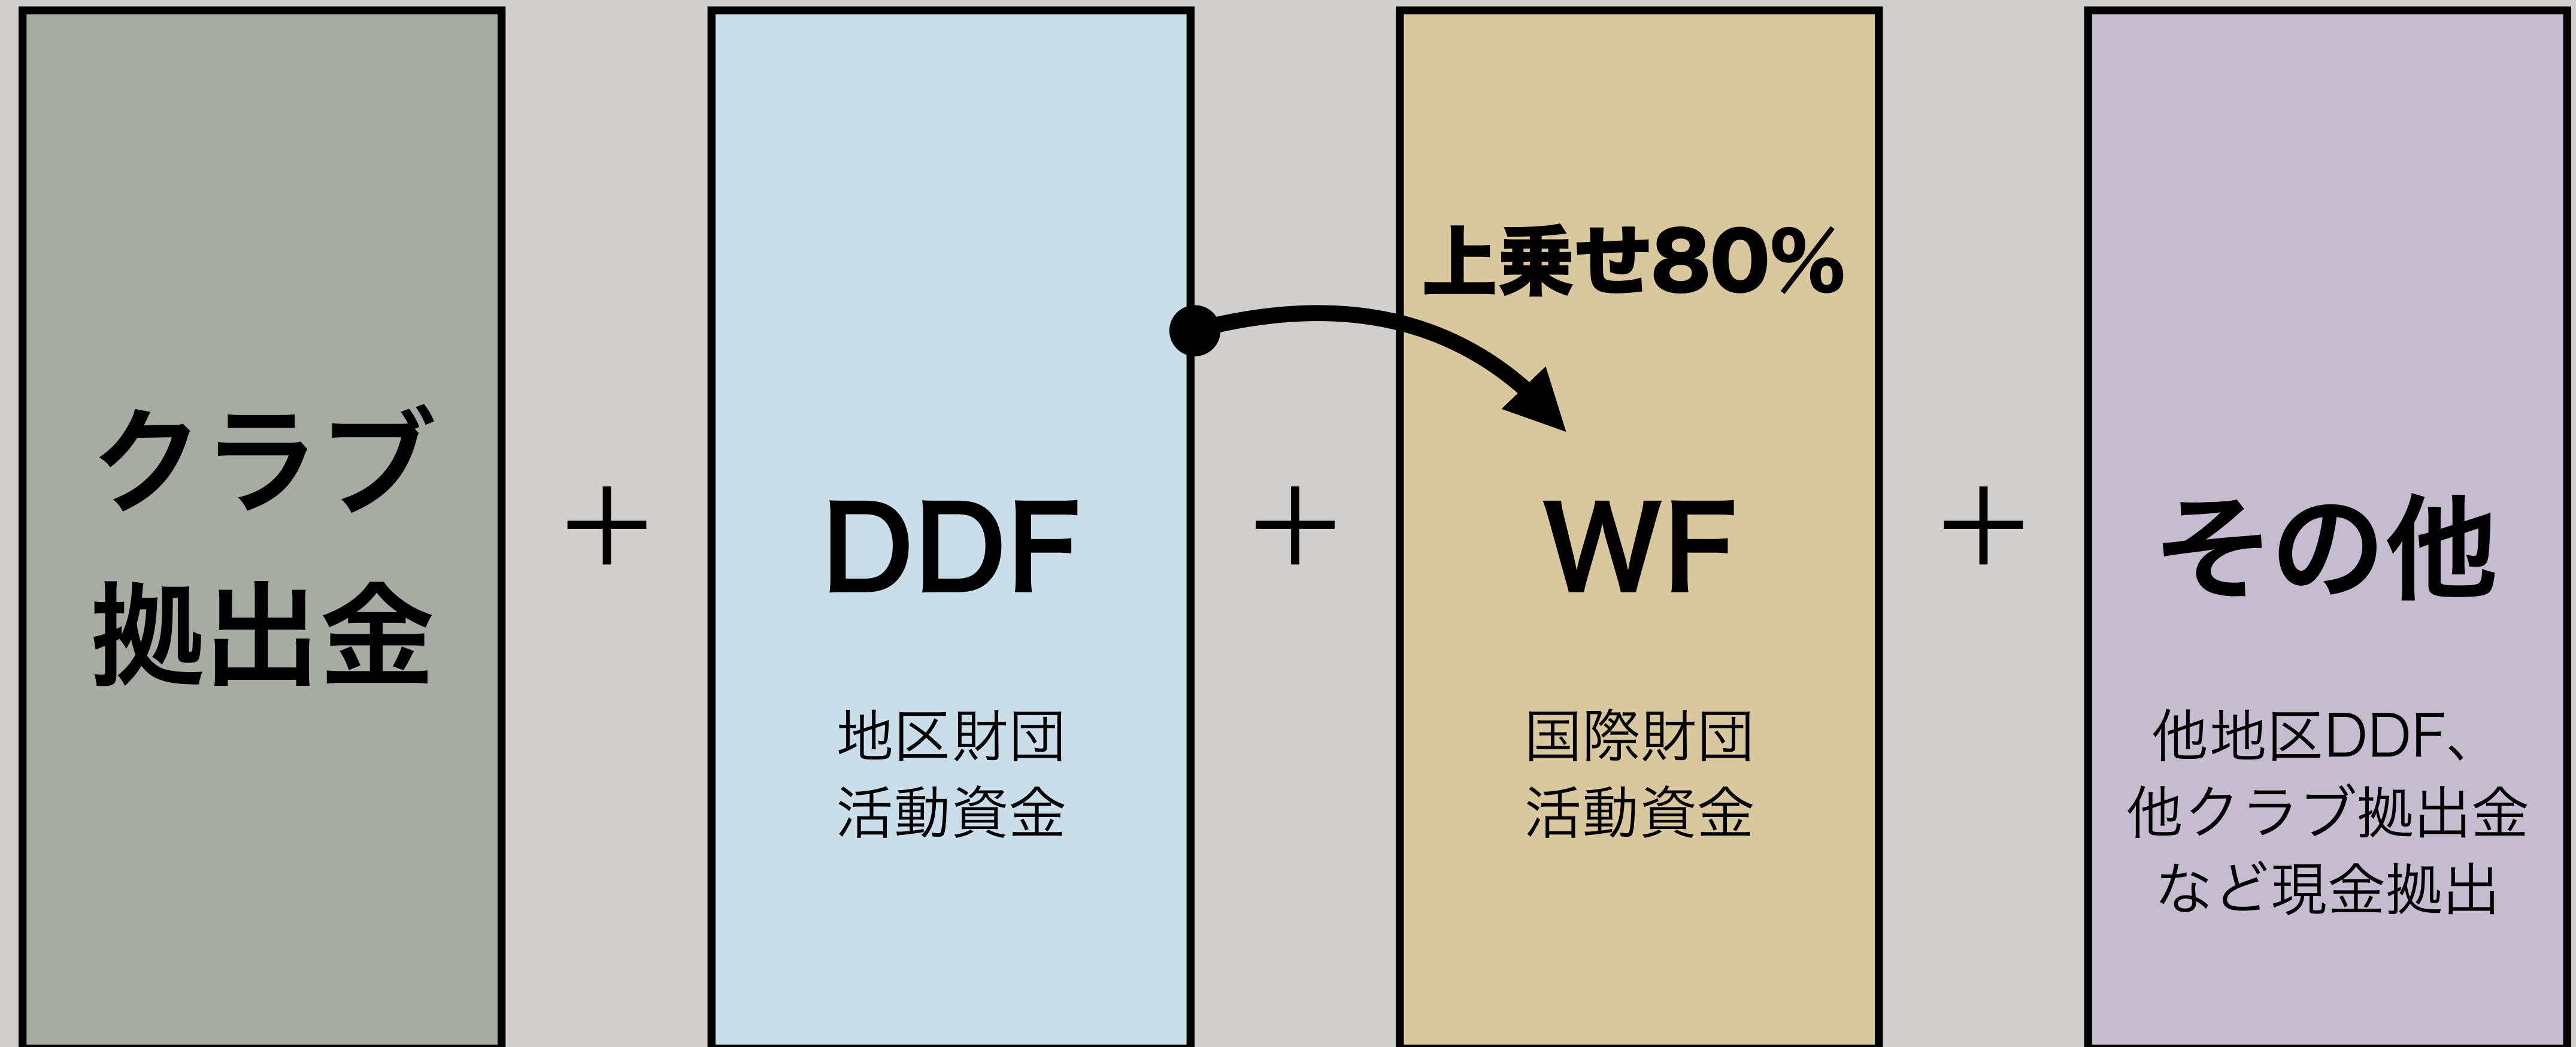 クラブ
拠出金
+
DDF
地区財団
活動資金
+
上乗せ80%
WF
国際財団
活動資金
+
その他
他地区DDF、
他クラブ拠出金
など現金拠出